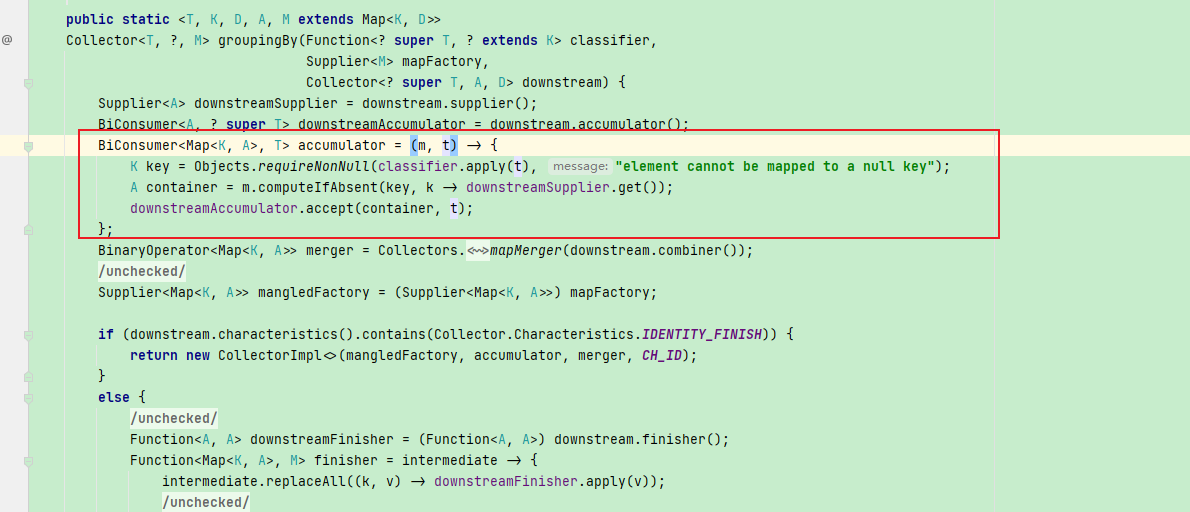 public static <T, K, D, A, M extends Map<K, D>>
@ Collector<T, ?, M> groupingBy(Function<? super T, ? extends K> classifier,
Supplier<M> mapFactory,
Collector<? super T, A, D> downstream) {
Supplier<A> downstreamSupplier = downstream.supplier();
BiConsumer<A, ? super T> downstreamAccumulator = downstream.accumulator();
BiConsumer<Map<K, A>, T> accumulator = (m, t) -> {
K key = Objects.requireNonNull(classifier.apply(t), message: "element cannot be mapped to a null key");
A container = m.computeIfAbsent(key, k -> downstreamSupplier.get());
downstreamAccumulator.accept(container, t);
};
BinaryOperator<Map<K, A>> merger = Collectors.<~>mapMerger(downstream.combiner());
/unchecked/
Supplier<Map<K, A>> mangledFactory = (Supplier<Map<K, A>>) mapFactory;
if (downstream.characteristics().contains(Collector.Characteristics.IDENTITY_FINISH)) {
return new CollectorImpl<>(mangledFactory, accumulator, merger, CH_ID);
}
else {
/unchecked/
Function<A, A> downstreamFinisher = (Function<A, A>) downstream.finisher();
Function<Map<K, A>, M> finisher = intermediate -> {
intermediate.replaceAll((k, v) -> downstreamFinisher.apply(v));
/unchecked/